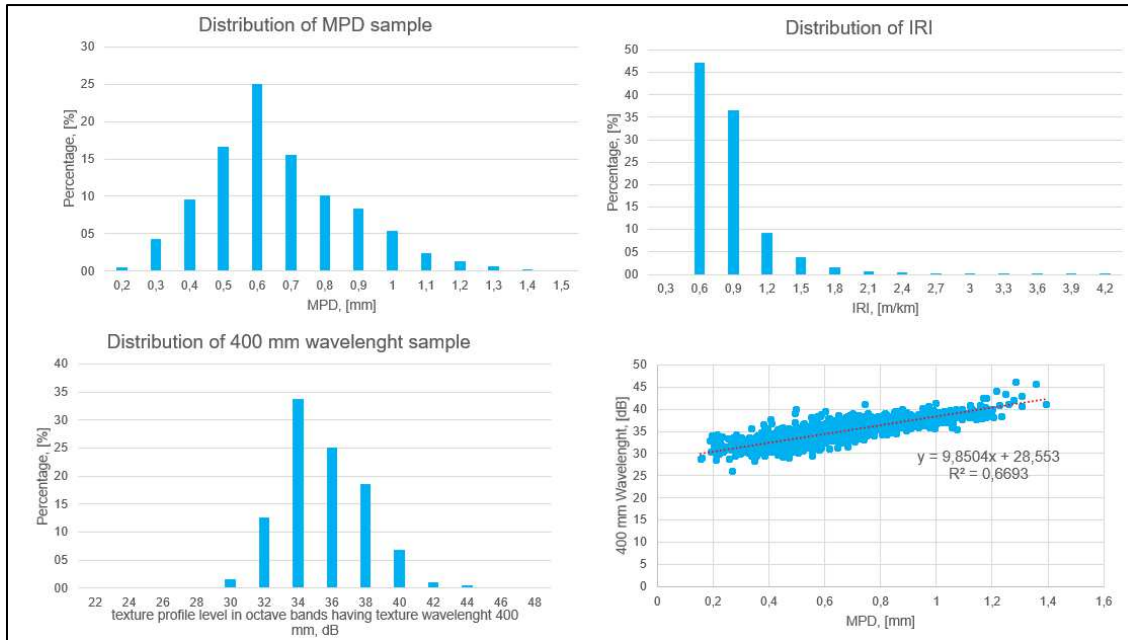 Distribution of MPD sample
Percentage, [%]
30
25
20
15
10
05
00
0,2 0,3 0,4 0,5 0,6 0,7 0,8 0,9 1 1,1 1,2 1,3 1,4 1,5
MPD, [mm]
Distribution of IRI
Percentage, [%]
50
45
40
35
30
25
20
15
10
05
00
0,3 0,6 0,9 1,2 1,5 1,8 2,1 2,4 2,7 3 3,3 3,6 3,9 4,2
IRI, [m/km]
Distribution of 400 mm wavelenght sample
Percentage, [%]
40
35
30
25
20
15
10
05
00
22 24 26 28 30 32 34 36 38 40 42 44 46 48
texture profile level in octave bands having texture wavelenght 400
mm, dB
400 mm Wavelenght, [dB]
50
45
40
35
30
25
20
15
10
5
0
y = 9,8504x + 28,553
R² = 0,6693
0 0,2 0,4 0,6 0,8 1 1,2 1,4 1,6
MPD, [mm]